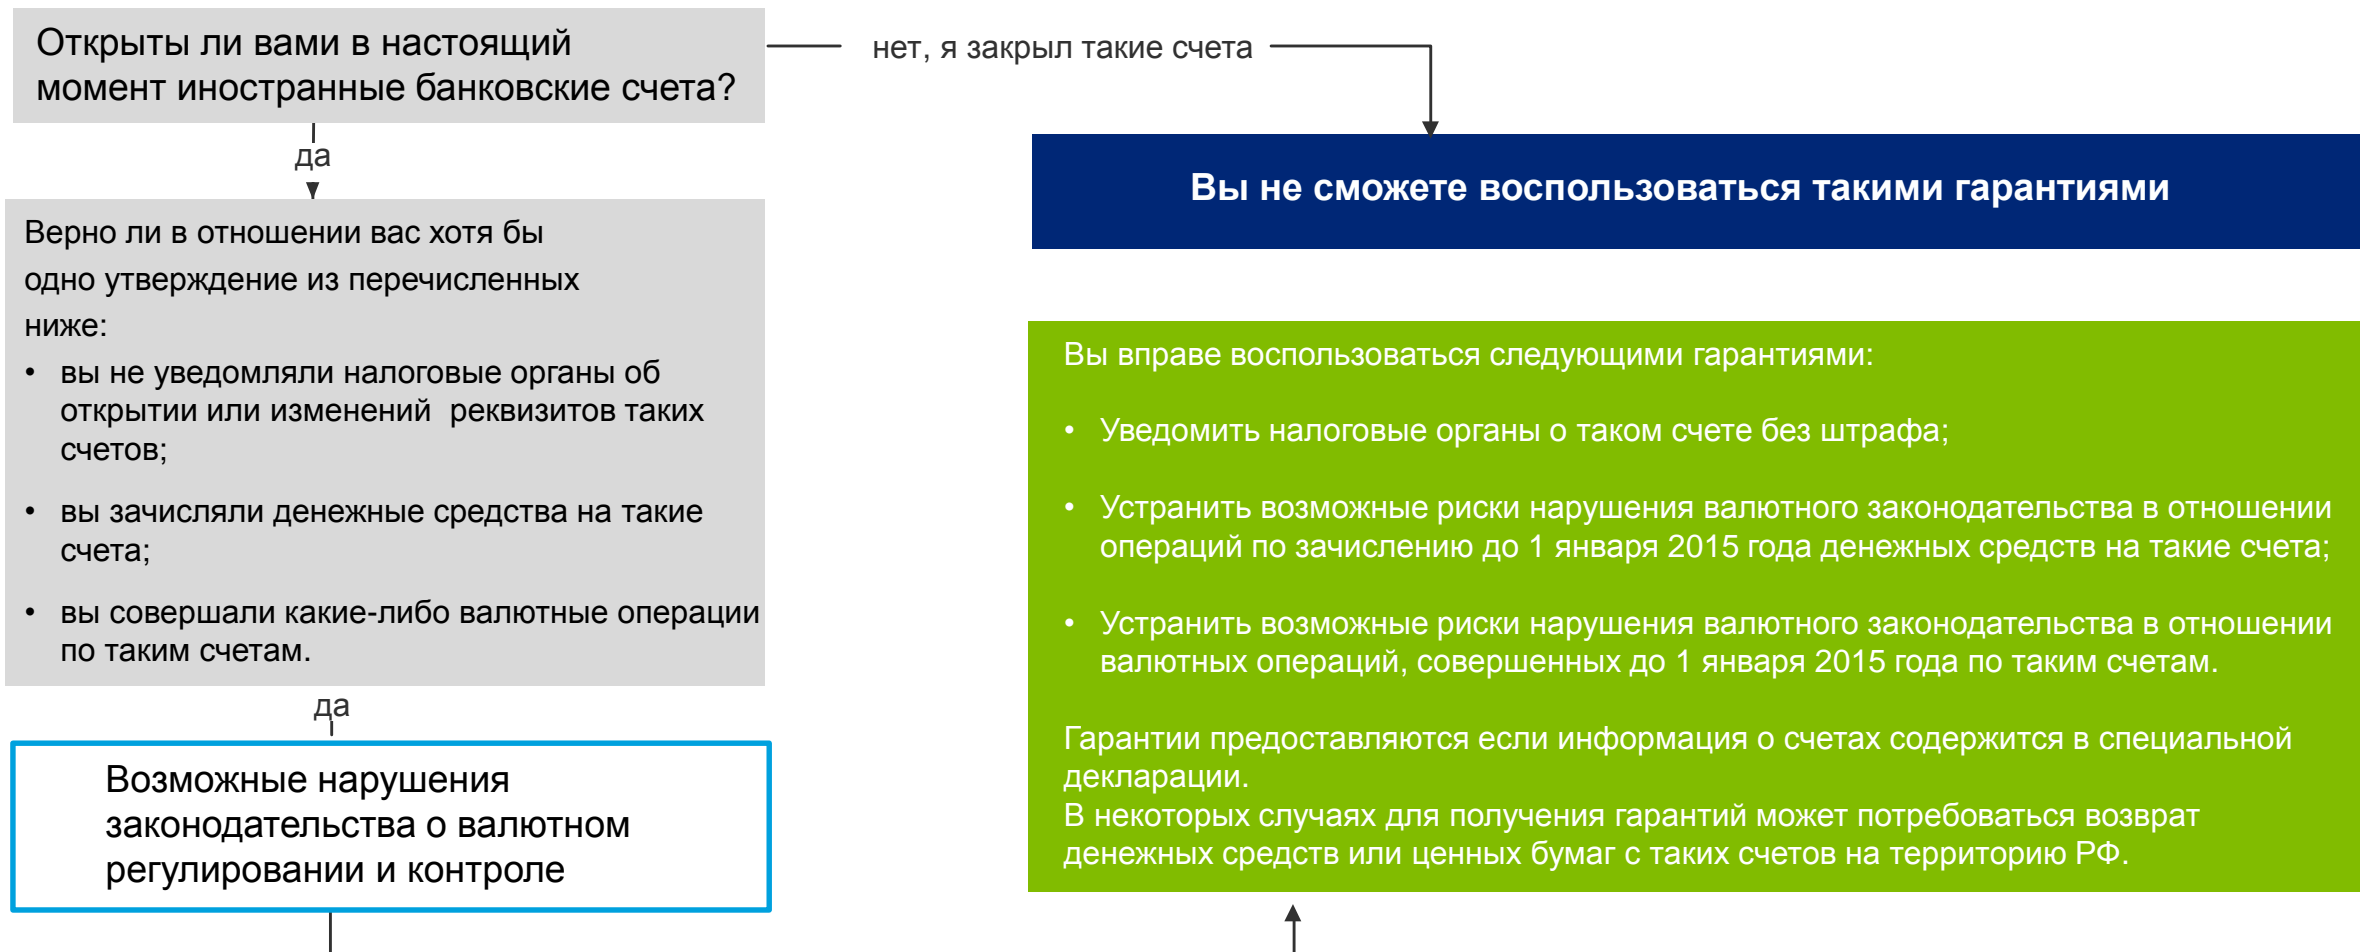 Открыты ли вами в настоящий
момент иностранные банковские счета?
нет, я закрыл такие счета
да
Вы не сможете воспользоваться такими гарантиями
Верно ли в отношении вас хотя бы
одно утверждение из перечисленных
ниже:
• вы не уведомляли налоговые органы об
открытии или изменений реквизитов таких
счетов;
• вы зачисляли денежные средства на такие
счета;
• вы совершали какие-либо валютные операции
по таким счетам.
да
Возможные нарушения
законодательства о валютном
регулировании и контроле
Вы вправе воспользоваться следующими гарантиями:
• Уведомить налоговые органы о таком счете без штрафа;
• Устранить возможные риски нарушения валютного законодательства в отношении
операций по зачислению до 1 января 2015 года денежных средств на такие счета;
• Устранить возможные риски нарушения валютного законодательства в отношении
валютных операций, совершенных до 1 января 2015 года по таким счетам.
Гарантии предоставляются если информация о счетах содержится в специальной
декларации.
В некоторых случаях для получения гарантий может потребоваться возврат
денежных средств или ценных бумаг с таких счетов на территорию РФ.